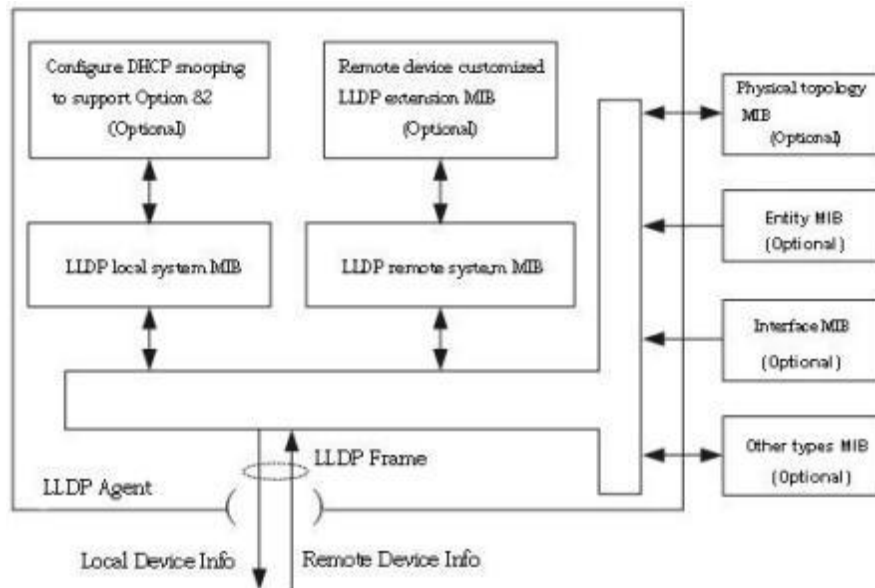 Configure DHCP snooping
to support Option 82
(Optional)
Remote device customized
LLDP extension MIB
(Optional)
Physical topology
MIB
(Optional)
LLDP local system MIB
LLDP remote system MIB
Entity MIB
(Optional)
Interface MIB
(Optional)
Other types MIB
(Optional)
LLDP Frame
LLDP Agent
Local Device Info
Remote Device Info